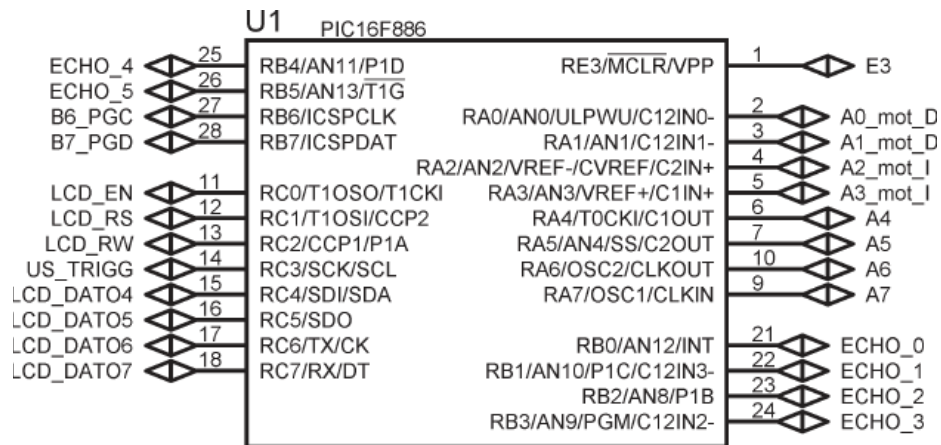 U1
PIC16F886
ECHO_4 25 RB4/AN11/P1D RE3/MCLR/VPP 1 E3
ECHO_5 26 RB5/AN13/T1G
B6_PGC 27 RB6/ICSPCLK RA0/AN0/ULPWU/C12IN0- 2 A0_mot_D
B7_PGD 28 RB7/ICSPDAT RA1/AN1/C12IN1- 3 A1_mot_D
RA2/AN2/VREF-/CVREF/C2IN+ 4 A2_mot_I
LCD_EN 11 RC0/T1OSO/T1CKI RA3/AN3/VREF+/C1IN+ 5 A3_mot_I
LCD_RS 12 RC1/T1OSI/CCP2 RA4/T0CKI/C1OUT 6 A4
LCD_RW 13 RC2/CCP1/P1A RA5/AN4/SS/C2OUT 7 A5
US_TRIGG 14 RC3/SCK/SCL RA6/OSC2/CLKOUT 10 A6
LCD_DATO4 15 RC4/SDI/SDA RA7/OSC1/CLKIN 9 A7
LCD_DATO5 16 RC5/SDO
LCD_DATO6 17 RC6/TX/CK RB0/AN12/INT 21 ECHO_0
LCD_DATO7 18 RC7/RX/DT RB1/AN10/P1C/C12IN3- 22 ECHO_1
RB2/AN8/P1B 23 ECHO_2
RB3/AN9/PGM/C12IN2- 24 ECHO_3